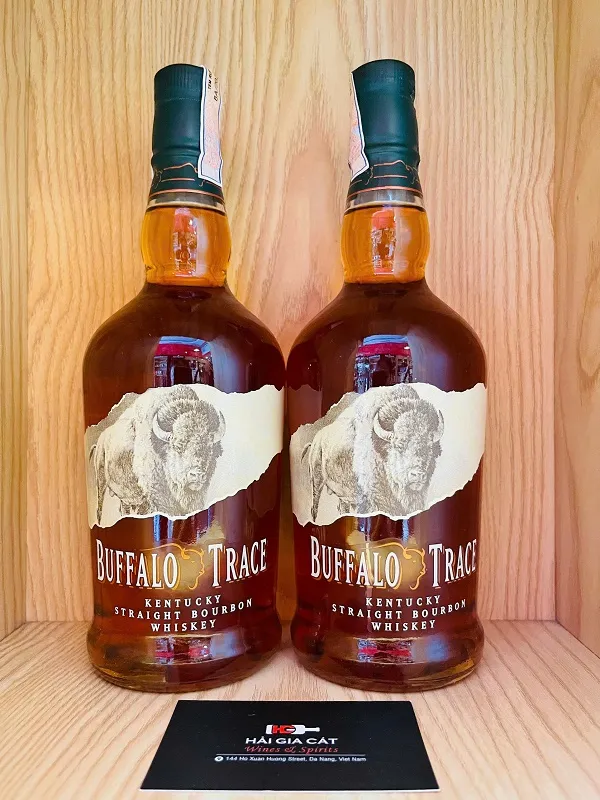 BUFFALO TRACE
KENTUCKY
STRAIGHT BOURBON
WHISKEY
BUFFALO TRACE
KENTUCKY
STRAIGHT BOURBON
WHISKEY
HG
HẢI GIA CÁT
Wines & Spirits
144 Ho Xuan Huong Street, Da Nang, Viet Nam